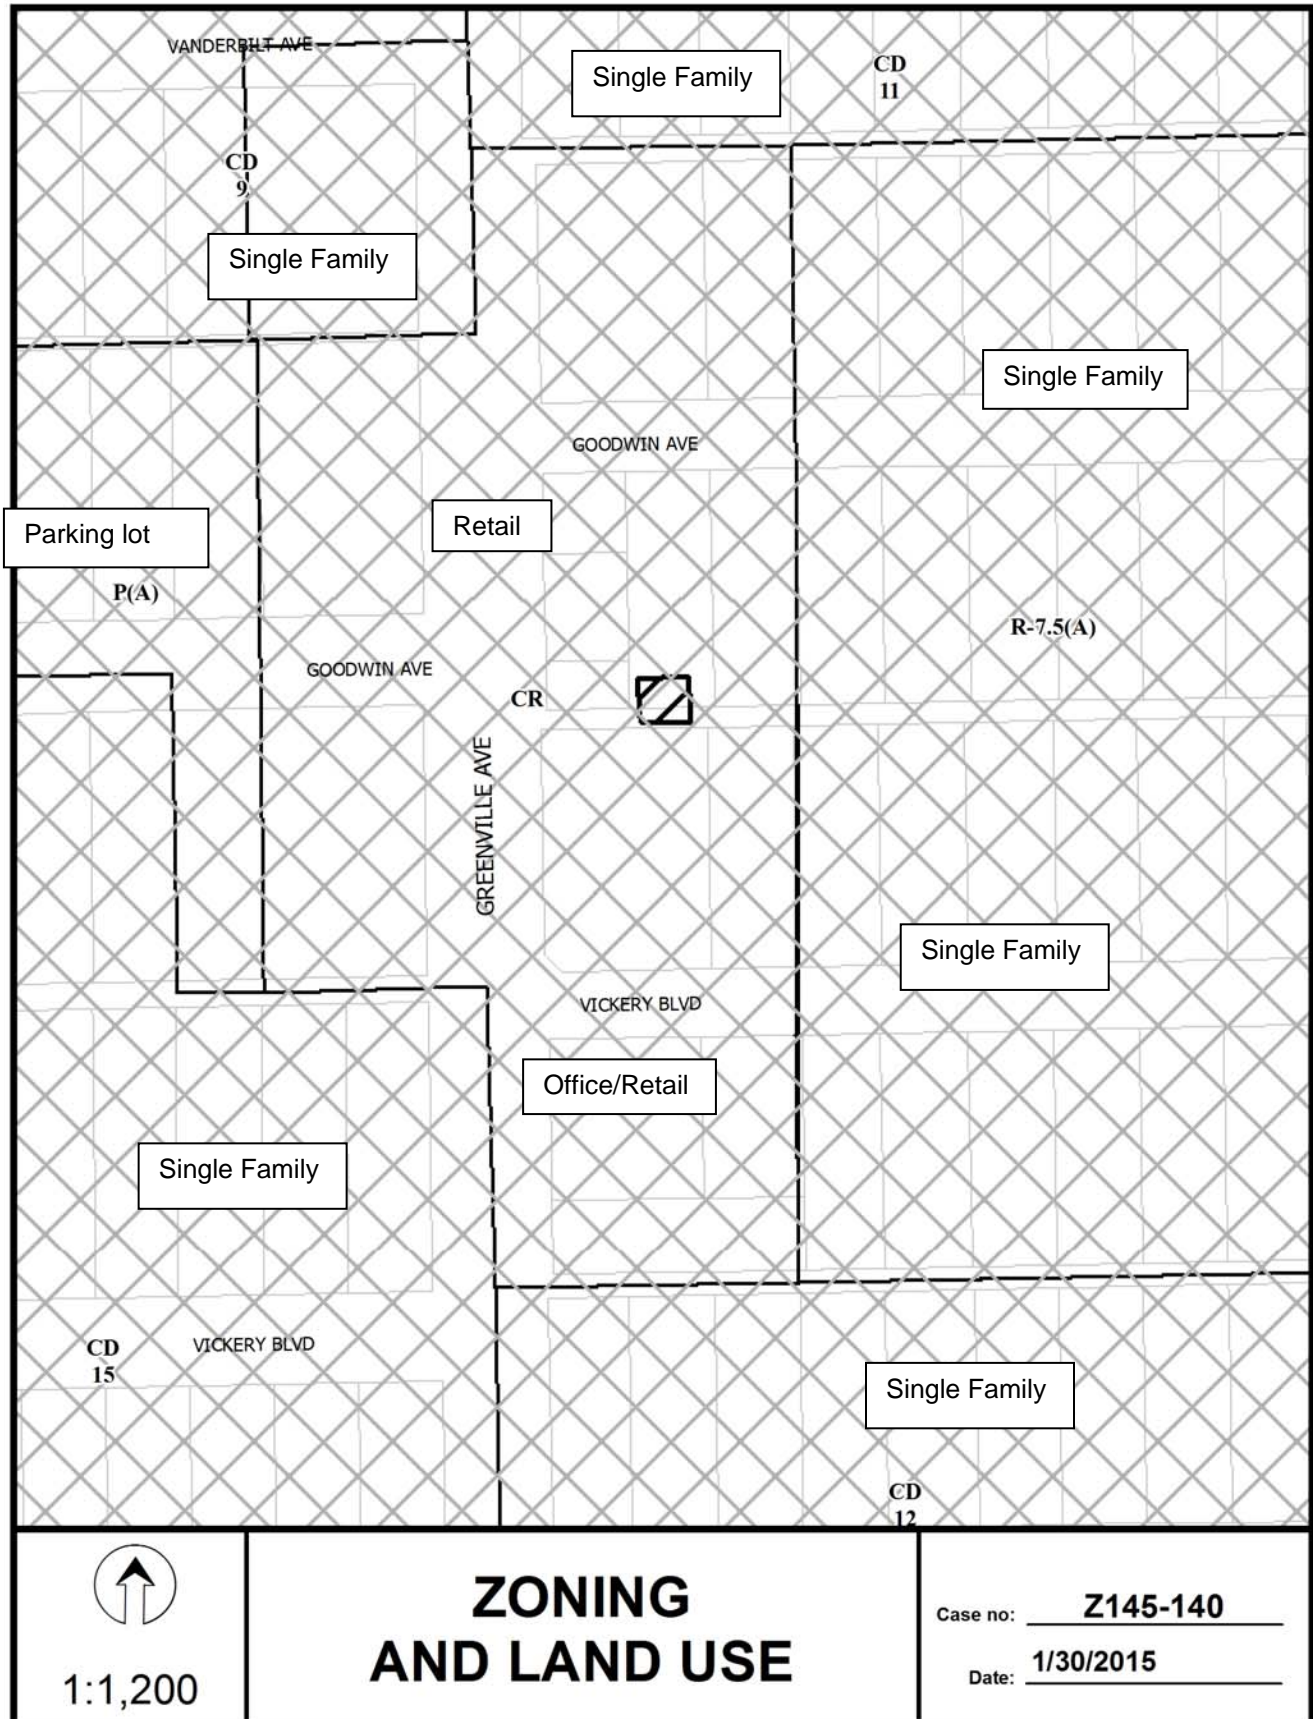 VANDERBILT AVE
Single Family
CD
11
CD
9
Single Family
Single Family
GOODWIN AVE
Retail
Parking lot
P(A)
R-7.5(A)
GOODWIN AVE
CR
GREENVILLE AVE
Single Family
VICKERY BLVD
Office/Retail
Single Family
CD
15
VICKERY BLVD
Single Family
CD
12
1:1,200
ZONING
AND LAND USE
Case no: Z145-140
Date: 1/30/2015